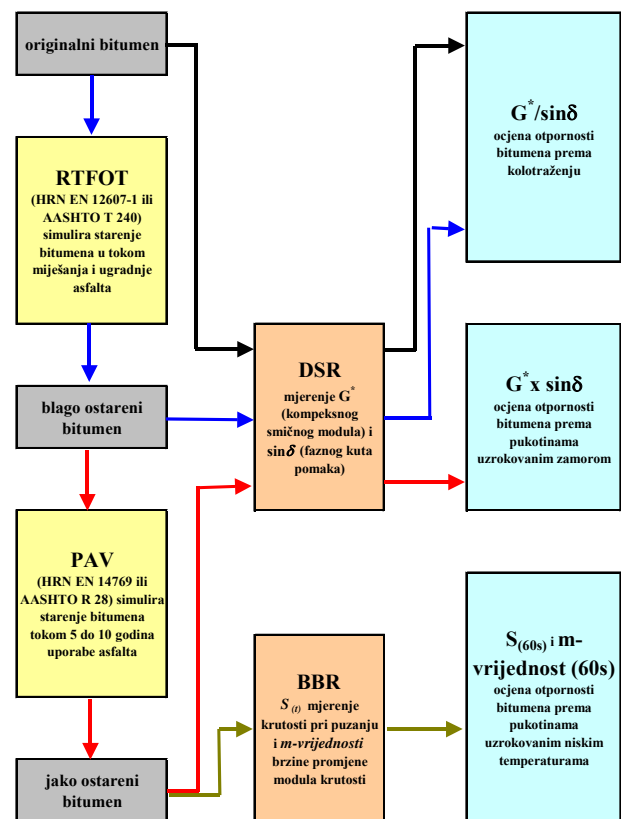 originalni bitumen
RTFOT
(HRN EN 12607-1 ili
AASHTO T 240)
simulira starenje
bitumena u tokom
miješanja i ugradnje
asfalta
blago ostareni
bitumen
PAV
(HRN EN 14769 ili
AASHTO R 28) simulira
starenje bitumena
tokom 5 do 10 godina
uporabe asfalta
jako ostareni
bitumen
DSR
mjerenje G*
(kompeksnog
smičnog modula) i
sinδ (faznog kuta
pomaka)
BBR
S (t) mjerenje
krutosti pri puzanju
i m-vrijednosti
brzine promjene
modula krutosti
G*/sinδ
ocjena otpornosti
bitumena prema
kolotraženju
G*x sinδ
ocjena otpornosti
bitumena prema
pukotinama
uzrokovanim zamorom
S(60s) i m-
vrijednost (60s)
ocjena otpornosti
bitumena prema
pukotinama
uzrokovanim niskim
temperaturama